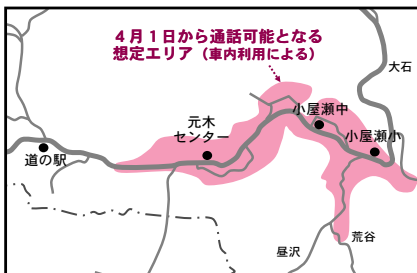 ４月１日から通話可能となる
想定エリア（車内利用による）
大石
元木
センター
小屋瀬中
小屋瀬小
道の駅
荒谷
昼沢